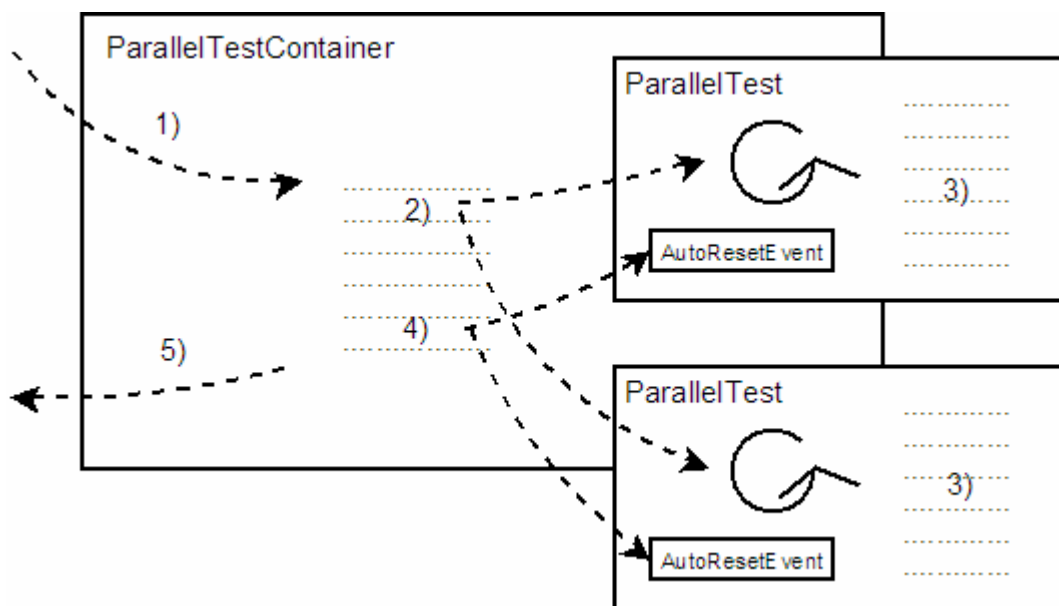 ParallelTestContainer
1)
2)
4)
5)
ParallelTest
3)
AutoResetEvent
ParallelTest
3)
AutoResetEvent